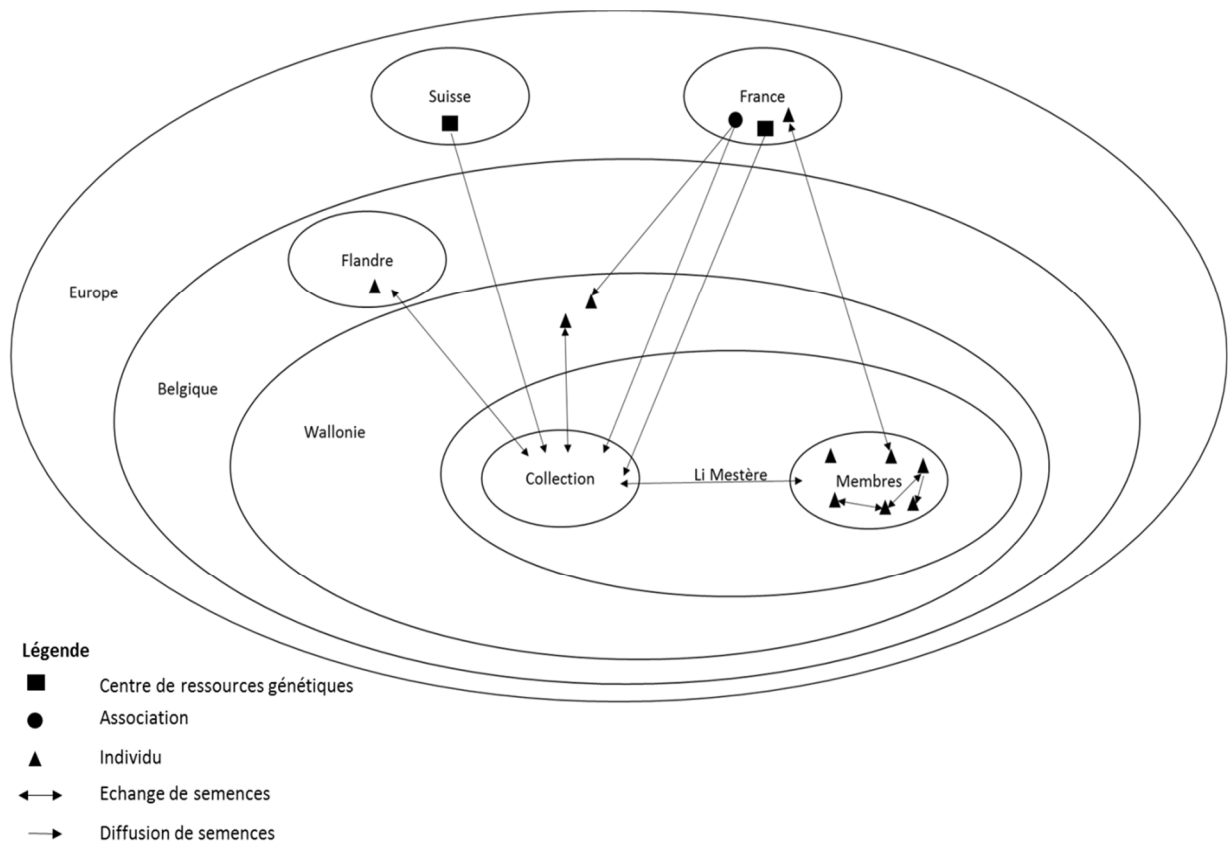 Suisse
France
Flandre
Europe
Belgique
Wallonie
Collection
Li Mestère
Membres
Légende
Centre de ressources génétiques
Association
Individu
Echange de semences
Diffusion de semences